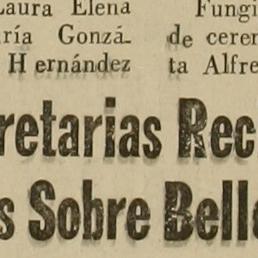 Laura Elena
ría Gonzá-
Hernández
Fungi
de cere
ta Alfre
retarias Rec
s Sobre Bell